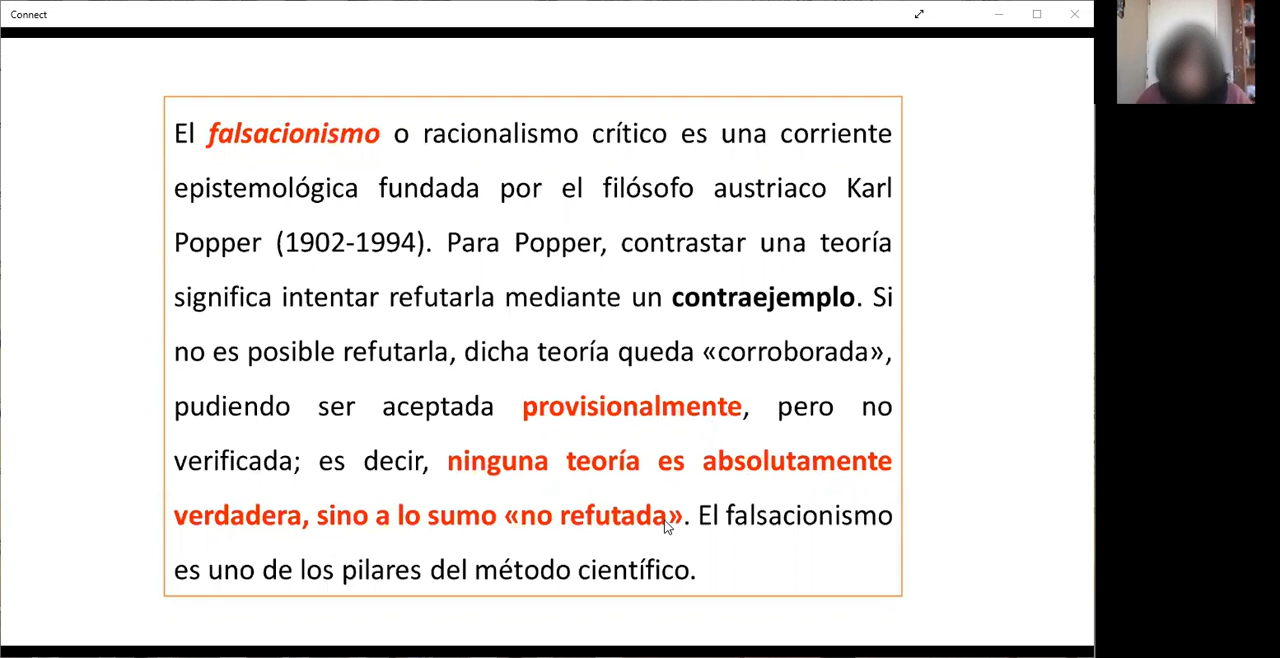 Connect
El falsacionismo o racionalismo crítico es una corriente
epistemológica fundada por el filósofo austriaco Karl
Popper (1902-1994). Para Popper, contrastar una teoría
significa intentar refutarla mediante un contraejemplo. Si
no es posible refutarla, dicha teoría queda «corroborada»,
pudiendo ser aceptada provisionalmente, pero no
verificada; es decir, ninguna teoría es absolutamente
verdadera, sino a lo sumo «no refutada». El falsacionismo
es uno de los pilares del método científico.